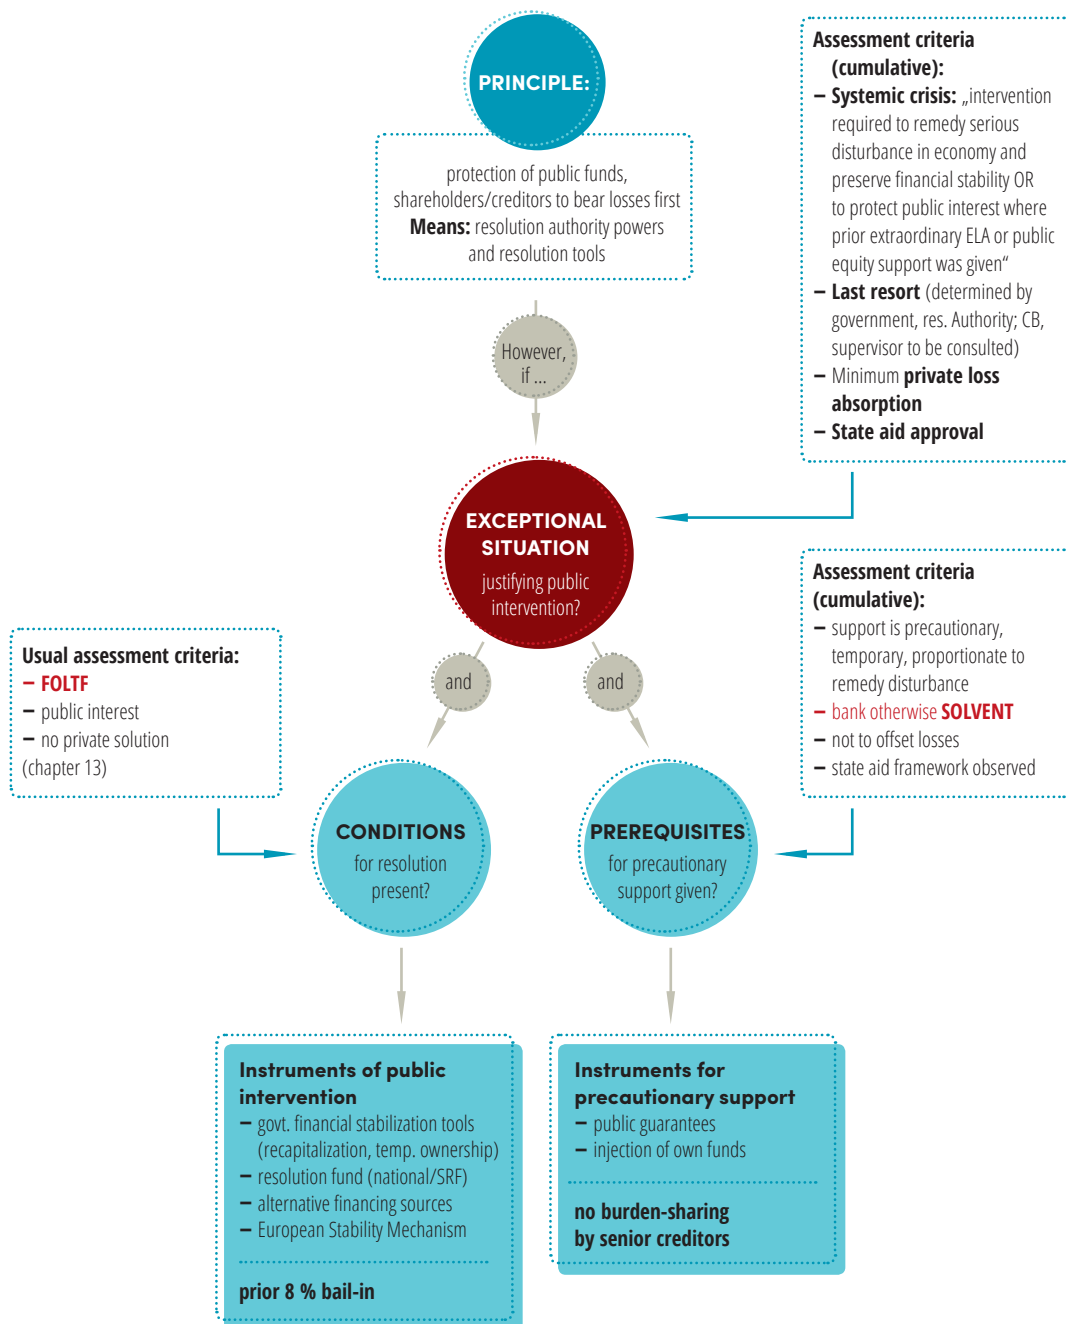 PRINCIPLE:
protection of public funds,
shareholders/creditors to bear losses first
Means: resolution authority powers
and resolution tools
However,
if ...
Assessment criteria
(cumulative):
– Systemic crisis: „intervention
required to remedy serious
disturbance in economy and
preserve financial stability OR
to protect public interest where
prior extraordinary ELA or public
equity support was given“
– Last resort (determined by
government, res. Authority; CB,
supervisor to be consulted)
– Minimum private loss
absorption
– State aid approval
EXCEPTIONAL
SITUATION
justifying public
intervention?
Assessment criteria
(cumulative):
– support is precautionary,
temporary, proportionate to
remedy disturbance
– bank otherwise SOLVENT
– not to offset losses
– state aid framework observed
Usual assessment criteria:
– FOLTF
– public interest
– no private solution
(chapter 13)
and
and
CONDITIONS
for resolution
present?
PREREQUISITES
for precautionary
support given?
Instruments of public
intervention
– govt. financial stabilization tools
(recapitalization, temp. ownership)
– resolution fund (national/SRF)
– alternative financing sources
– European Stability Mechanism
prior 8 % bail-in
Instruments for
precautionary support
– public guarantees
– injection of own funds
no burden-sharing
by senior creditors